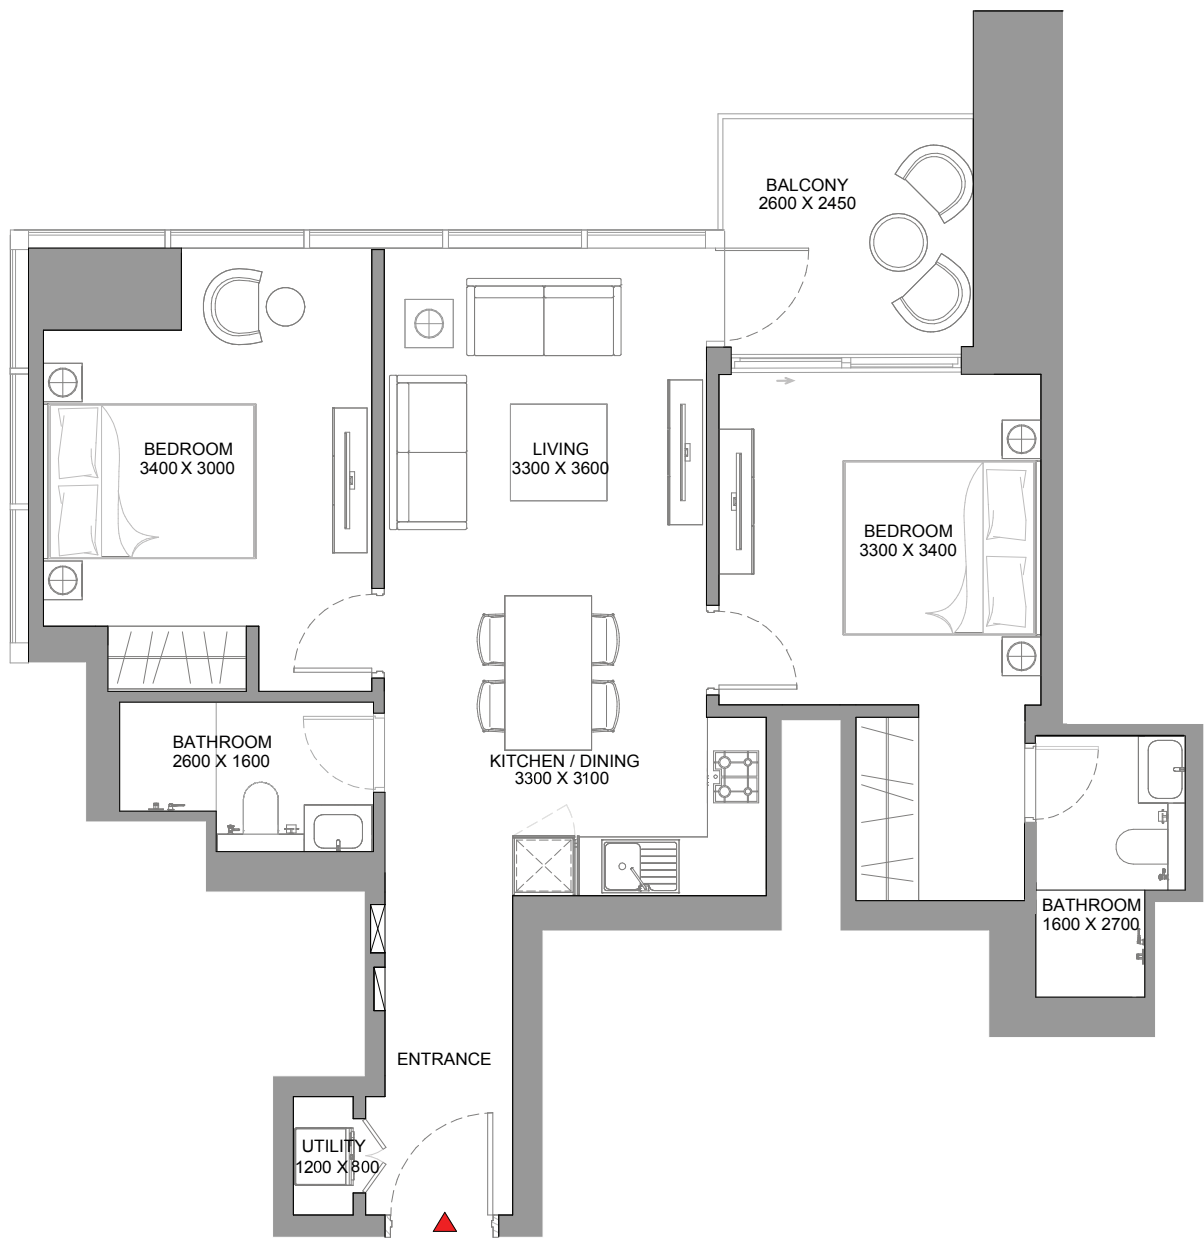 BALCONY
2600 X 2450
BEDROOM
3400 X 3000
LIVING
3300 X 3600
BEDROOM
3300 X 3400
BATHROOM
2600 X 1600
KITCHEN / DINING
3300 X 3100
BATHROOM
1600 X 2700
ENTRANCE
UTILITY
1200 X 800